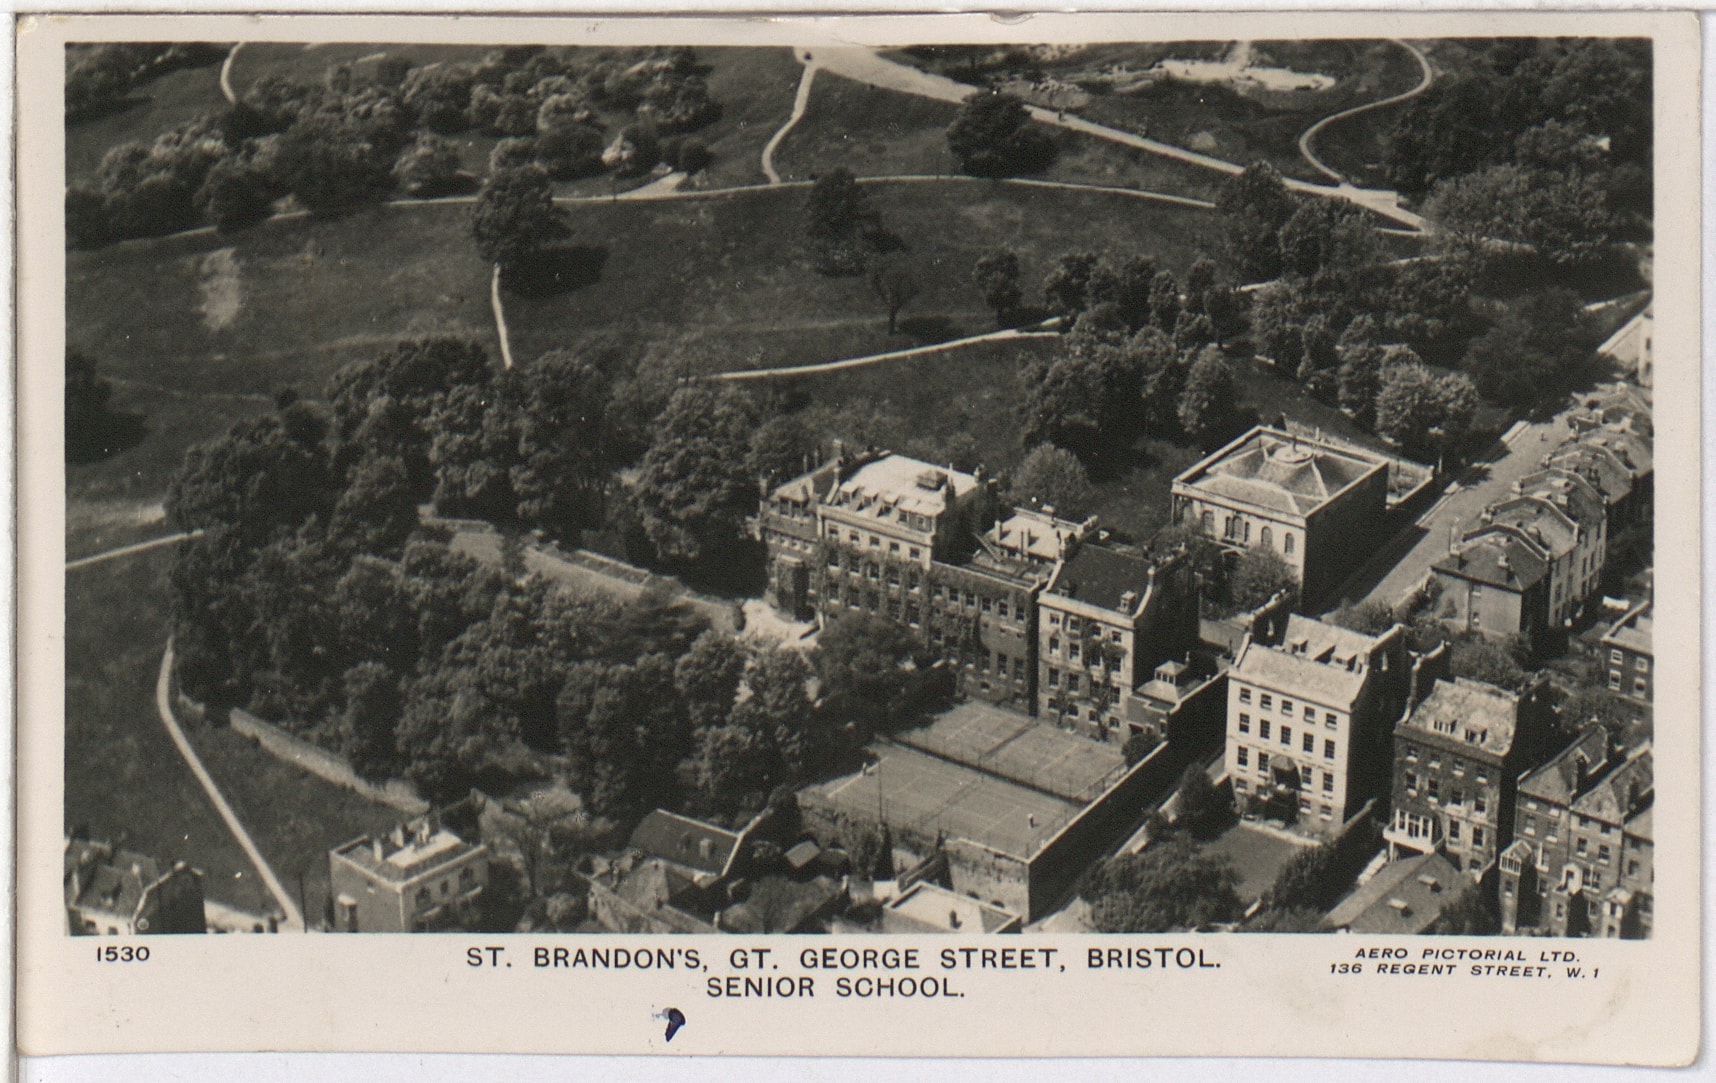 1530
ST. BRANDON'S, GT. GEORGE STREET, BRISTOL.
SENIOR SCHOOL.
AERO PICTORIAL LTD.
136 REGENT STREET, W.1